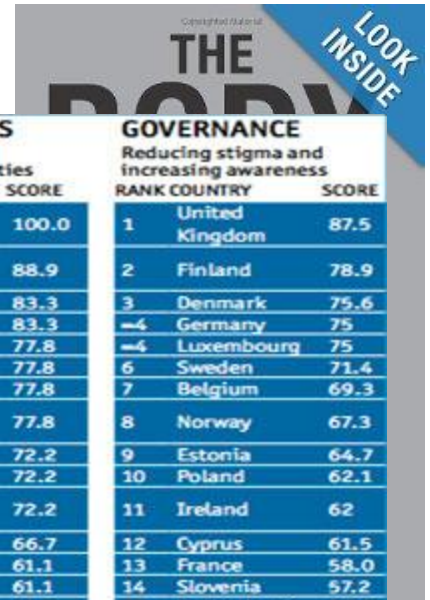 Copyrighted Material
LOOK
INSIDE
THE
BODY
S
ties
SCORE
100.0
88.9
83.3
83.3
77.8
77.8
77.8
77.8
72.2
72.2
72.2
66.7
61.1
61.1
GOVERNANCE
Reducing stigma and
increasing awareness
RANK COUNTRY SCORE
1 United Kingdom 87.5
2 Finland 78.9
3 Denmark 75.6
=4 Germany 75
=4 Luxembourg 75
6 Sweden 71.4
7 Belgium 69.3
8 Norway 67.3
9 Estonia 64.7
10 Poland 62.1
11 Ireland 62
12 Cyprus 61.5
13 France 58.0
14 Slovenia 57.2